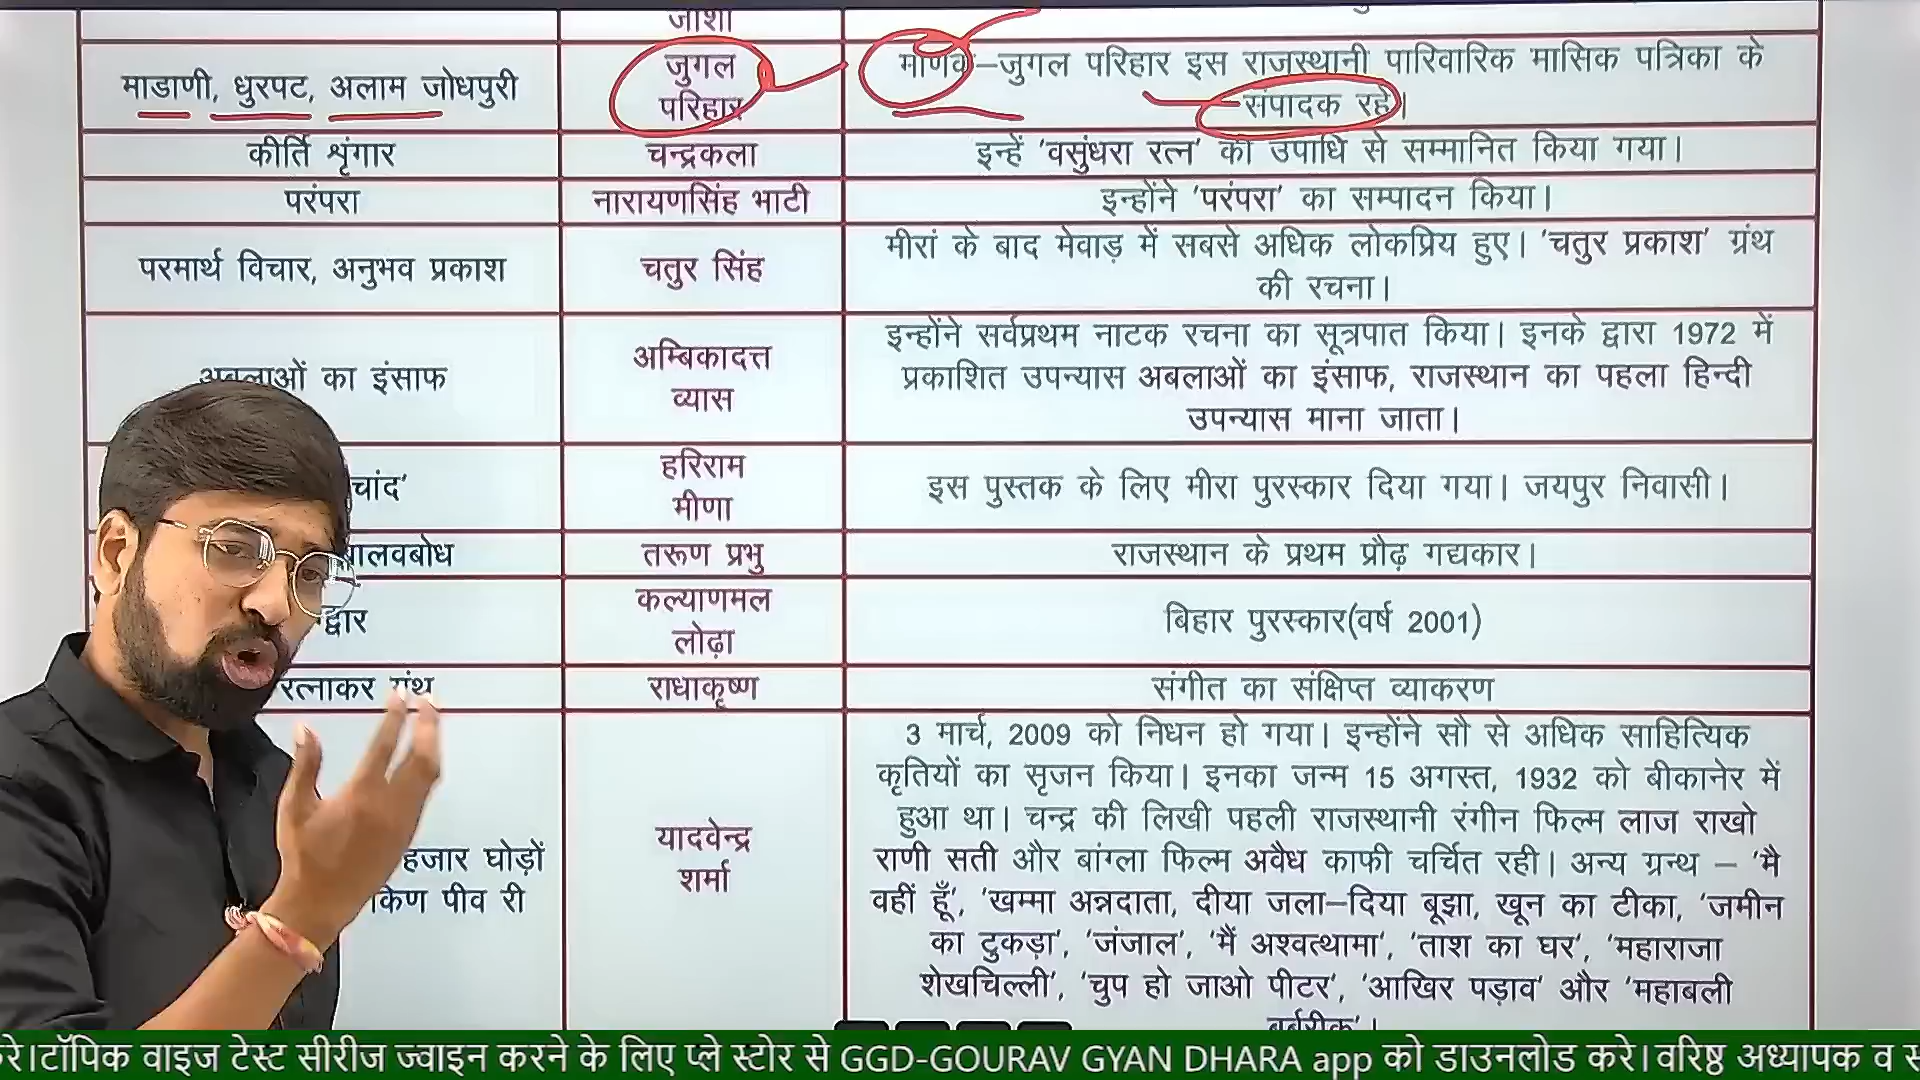 जोशी
माडाणी, धुरपट, अलाम जोधपुरी
जुगल
परिहार
माणक–जुगल परिहार इस राजस्थानी पारिवारिक मासिक पत्रिका के
संपादक रहे।
कीर्ति शृंगार
चन्द्रकला
इन्हें 'वसुंधरा रत्न' की उपाधि से सम्मानित किया गया।
परंपरा
नारायणसिंह भाटी
इन्होंने 'परंपरा' का सम्पादन किया।
परमार्थ विचार, अनुभव प्रकाश
चतुर सिंह
मीरां के बाद मेवाड़ में सबसे अधिक लोकप्रिय हुए। 'चतुर प्रकाश' ग्रंथ
की रचना।
अबलाओं का इंसाफ
अम्बिकादत्त
व्यास
इन्होंने सर्वप्रथम नाटक रचना का सूत्रपात किया। इनके द्वारा 1972 में
प्रकाशित उपन्यास अबलाओं का इंसाफ, राजस्थान का पहला हिन्दी
उपन्यास माना जाता।
चांद'
हरिराम
मीणा
इस पुस्तक के लिए मीरा पुरस्कार दिया गया। जयपुर निवासी।
बालवबोध
तरूण प्रभु
राजस्थान के प्रथम प्रौढ़ गद्यकार।
द्वार
कल्याणमल
लोढ़ा
बिहार पुरस्कार(वर्ष 2001)
रत्नाकर ग्रंथ
राधाकृष्ण
संगीत का संक्षिप्त व्याकरण
हजार घोड़ों
किण पीव री
यादवेन्द्र
शर्मा
3 मार्च, 2009 को निधन हो गया। इन्होंने सौ से अधिक साहित्यिक
कृतियों का सृजन किया। इनका जन्म 15 अगस्त, 1932 को बीकानेर में
हुआ था। चन्द्र की लिखी पहली राजस्थानी रंगीन फिल्म लाज राखो
राणी सती और बांग्ला फिल्म अवैध काफी चर्चित रही। अन्य ग्रन्थ – 'मै
वहीं हूँ', 'खम्मा अन्नदाता, दीया जला–दिया बूझा, खून का टीका, 'जमीन
का टुकड़ा', 'जंजाल', 'मैं अश्वत्थामा', 'ताश का घर', 'महाराजा
शेखचिल्ली', 'चुप हो जाओ पीटर', 'आखिर पड़ाव' और 'महाबली
बर्बरीक'।
रे।टॉपिक वाइज टेस्ट सीरीज ज्वाइन करने के लिए प्ले स्टोर से GGD-GOURAV GYAN DHARA app को डाउनलोड करे।वरिष्ठ अध्यापक व